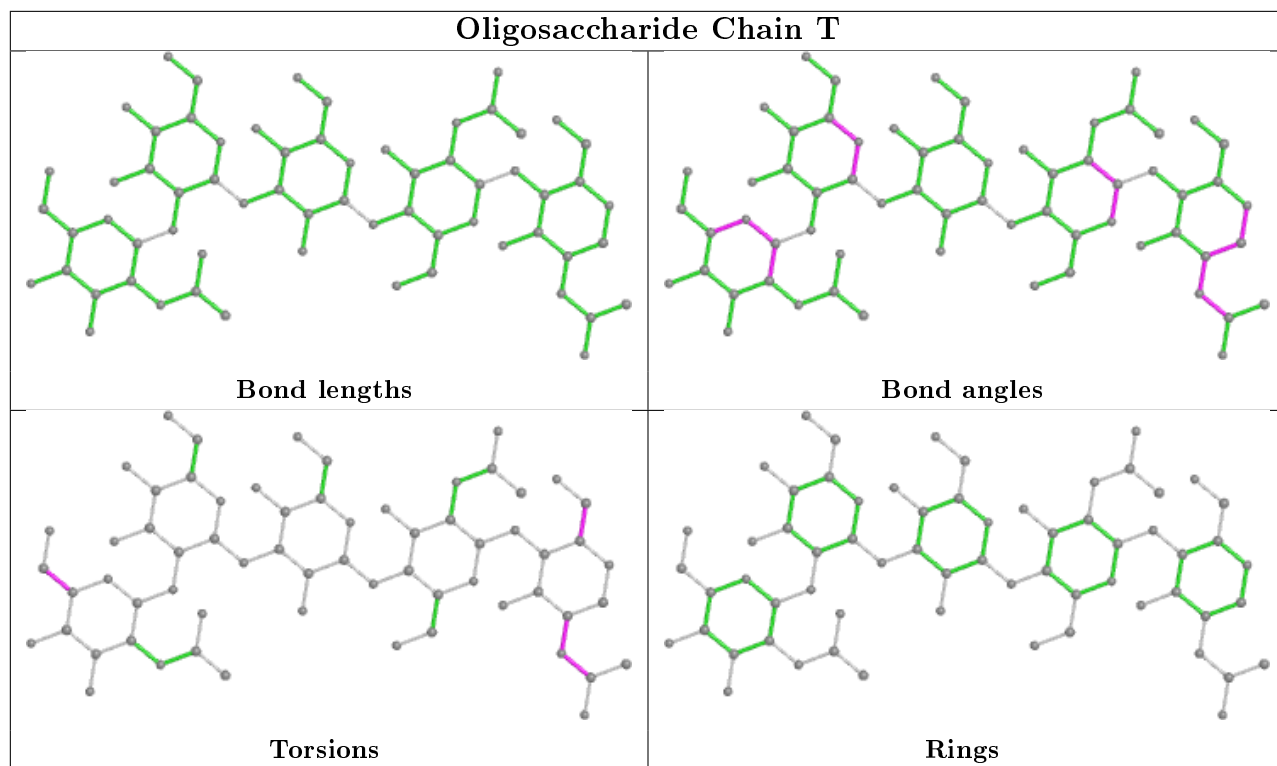 Oligosaccharide Chain T
Bond lengths
Bond angles
Torsions
Rings